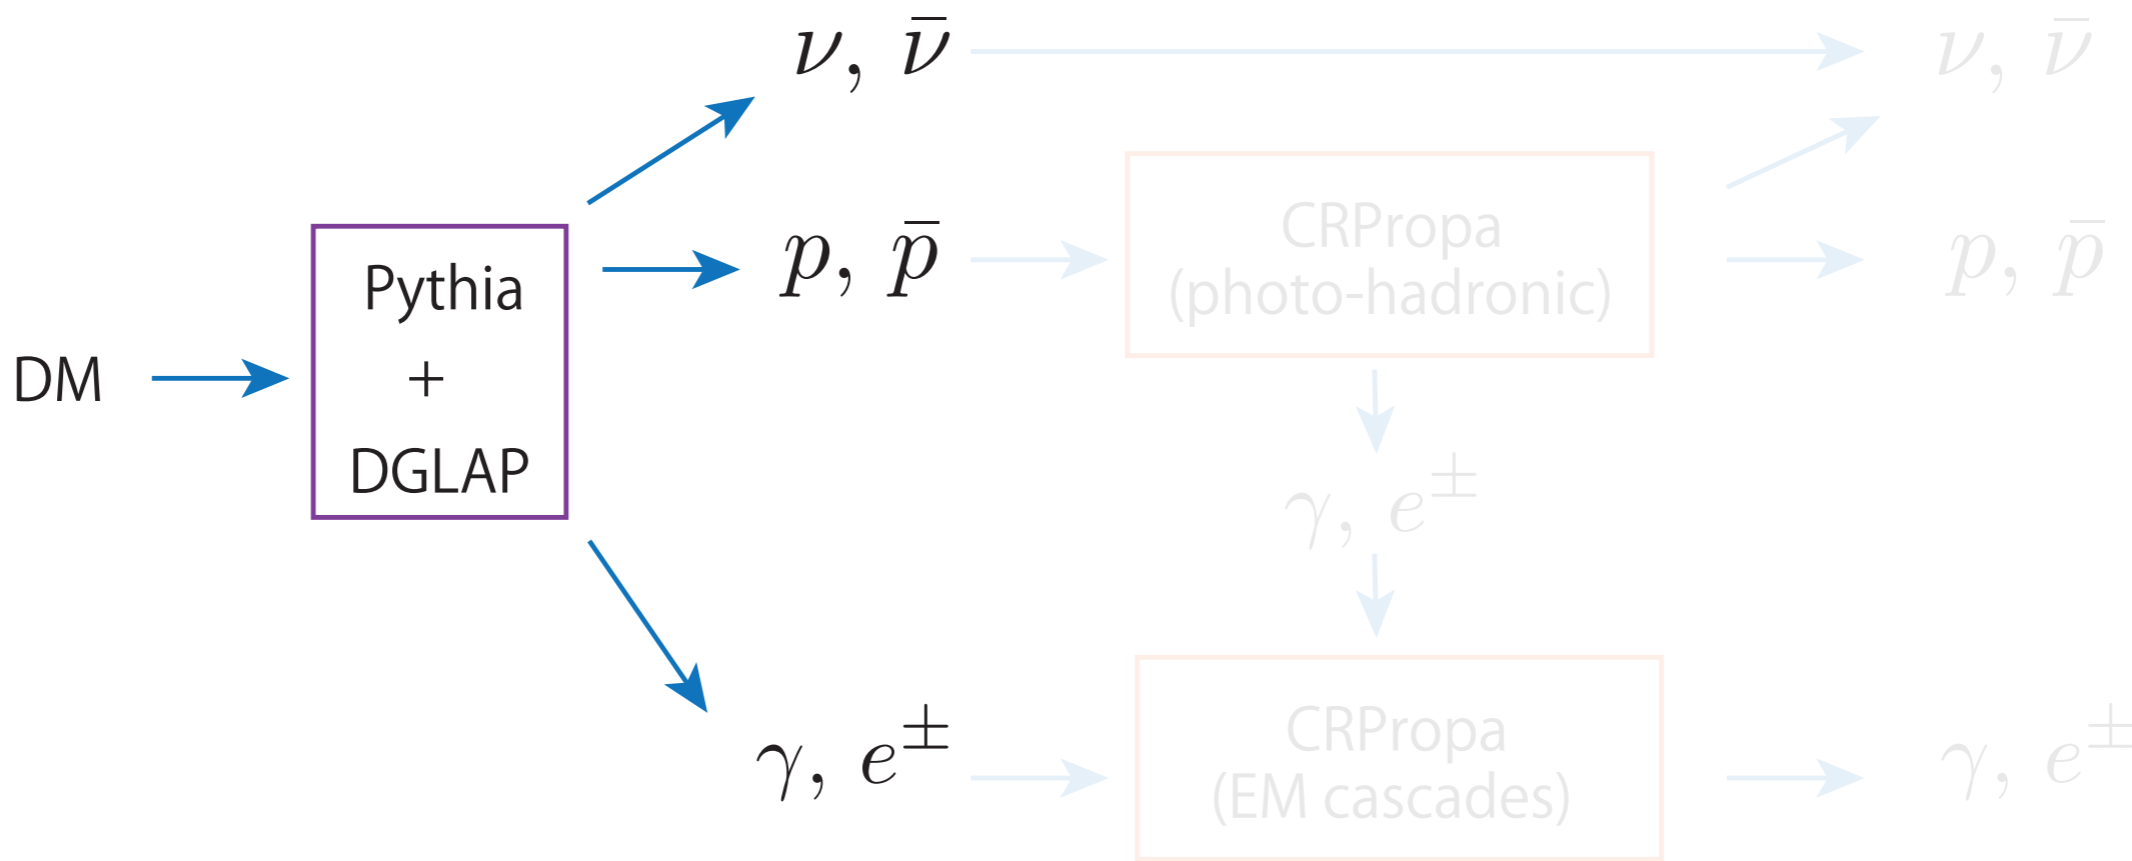 ν, ν̄
ν, ν̄
p, p̄
CRPropa
(photo-hadronic)
p, p̄
Pythia
+
DGLAP
DM
γ, e±
γ, e±
CRPropa
(EM cascades)
γ, e±